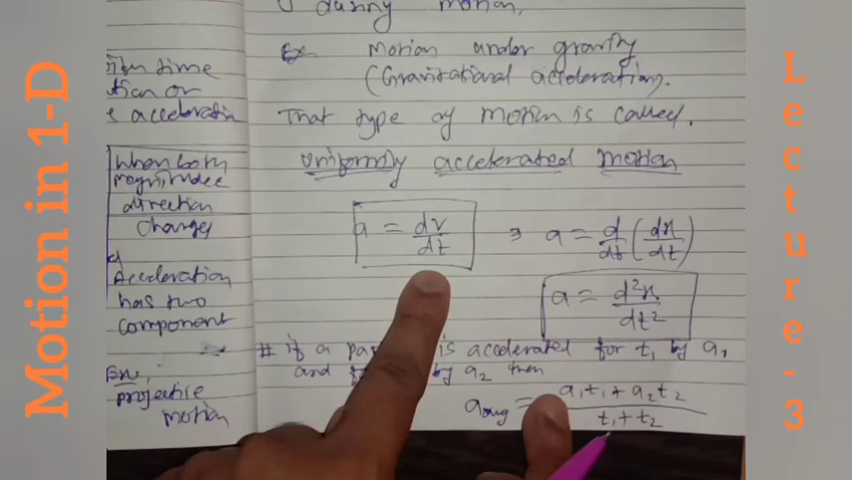 Motion in 1-D
time
tion or
acceleration
When both
magnitude
direction
changes
Acceleration
has two
component
Ex.
projectile
motion
during motion,
Ex Motion under gravity
(Gravitational acceleration).
That type of motion is called.
Uniformly accelerated motion
a = dv/dt ⇒ a = d/dt (dx/dt)
a = d²x/dt²
# if a is accelerated for t₁ by a₁
and by a₂ then
a avg = a₁t₁ + a₂t₂ / t₁ + t₂
Lecture-3